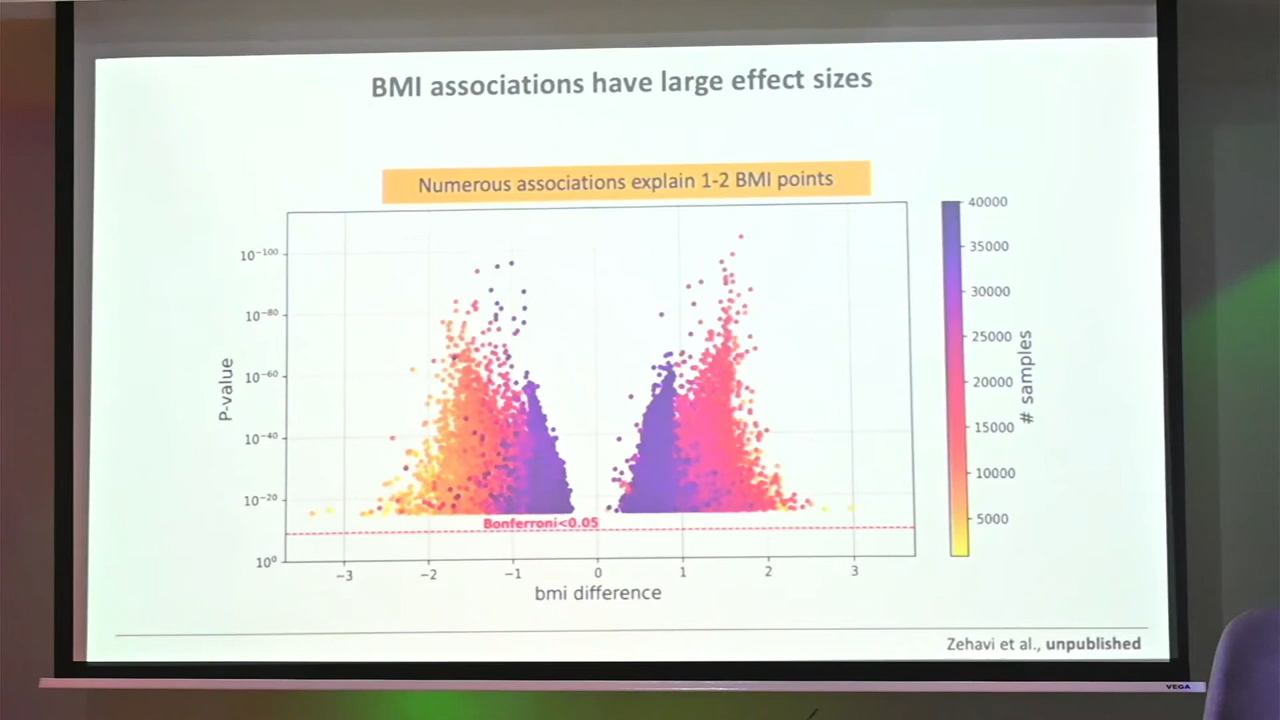 BMI associations have large effect sizes
Numerous associations explain 1-2 BMI points
P-value
10⁻¹⁰⁰
10⁻⁸⁰
10⁻⁶⁰
10⁻⁴⁰
10⁻²⁰
10⁰
Bonferroni<0.05
−3 −2 −1 0 1 2 3
bmi difference
40000
35000
30000
25000
20000
15000
10000
5000
# samples
Zehavi et al., unpublished
VEGA